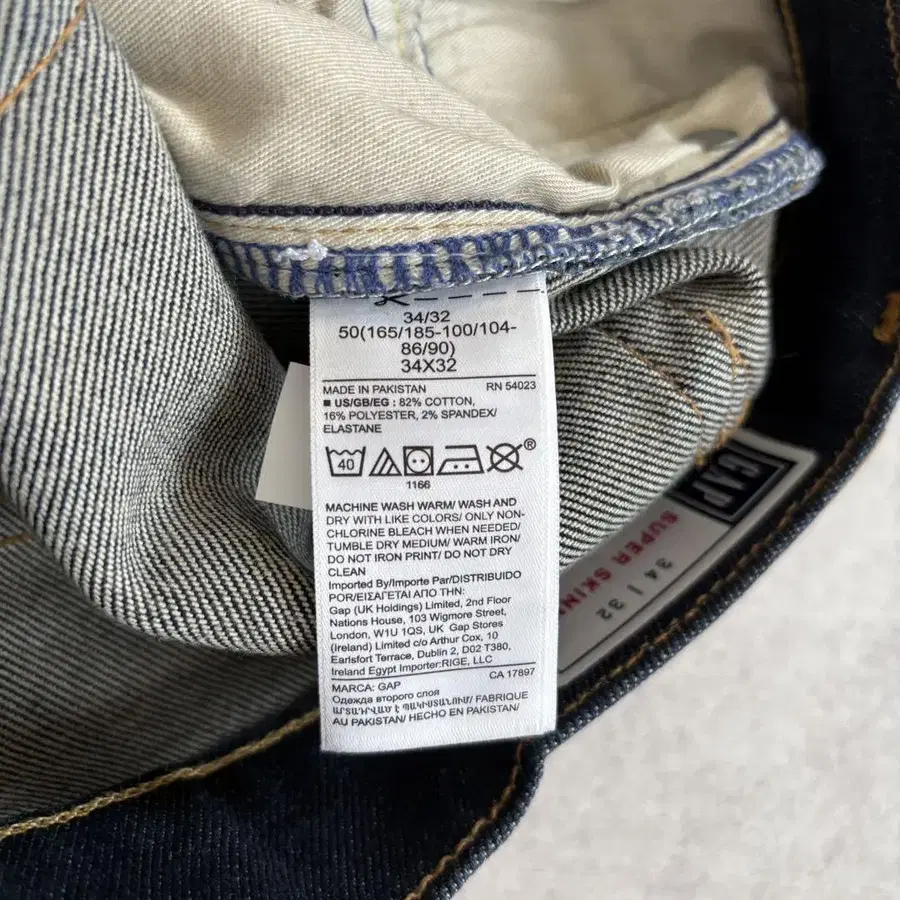 34/32
50(165/185-100/104-
86/90)
34X32
MADE IN PAKISTAN RN 54023
■ US/GB/EG : 82% COTTON,
16% POLYESTER, 2% SPANDEX/
ELASTANE
40
®
1166
MACHINE WASH WARM/ WASH AND
DRY WITH LIKE COLORS/ ONLY NON-
CHLORINE BLEACH WHEN NEEDED/
TUMBLE DRY MEDIUM/ WARM IRON/
DO NOT IRON PRINT/ DO NOT DRY
CLEAN
Imported By/Importe Par/DISTRIBUIDO
POR/ΕΙΣΑΓΕΤΑΙ ΑΠΟ ΤΗΝ:
Gap (UK Holdings) Limited, 2nd Floor
Nations House, 103 Wigmore Street,
London, W1U 1QS, UK Gap Stores
(Ireland) Limited c/o Arthur Cox, 10
Earlsfort Terrace, Dublin 2, D02 T380,
Ireland Egypt Importer:RIGE, LLC
CA 17897
MARCA: GAP
Одежда второго слоя
ԱՐՏԱԴՐՎԱԾ Է ՊԱԿԻՍՏԱՆՈՒՄ/ FABRIQUE
AU PAKISTAN/ HECHO EN PAKISTAN/
GAP
SUPER SKIN
34 | 32